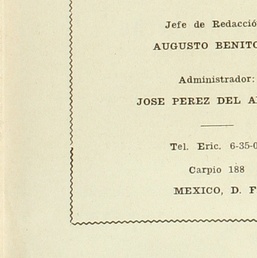 Jefe de Redacció
AUGUSTO BENITO
Administrador:
JOSE PEREZ DEL A
Tel. Eric. 6-35-0
Carpio 188
MEXICO, D. F